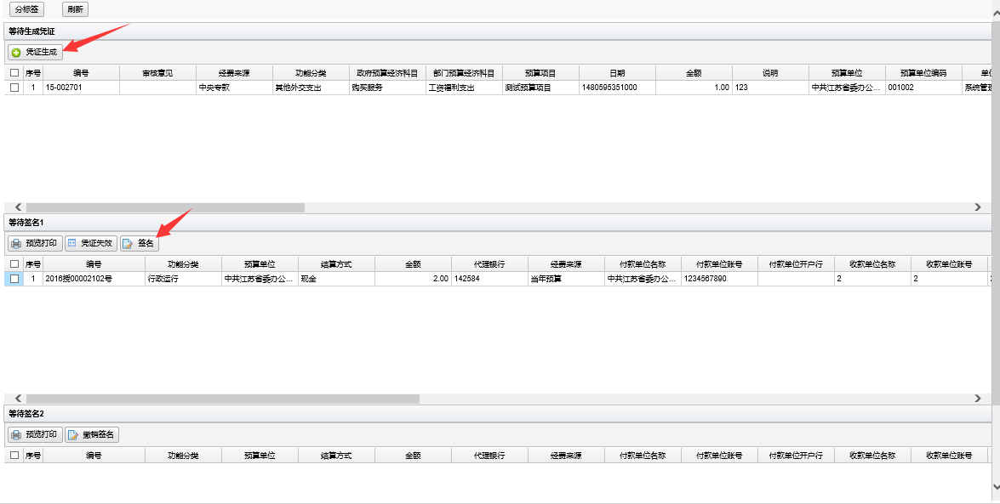 分标签 刷新
等待生成凭证
凭证生成
序号 编号 审核意见 经费来源 功能分类 政府预算经济科目 部门预算经济科目 预算项目 日期 金额 说明 预算单位 预算单位编码 单位
1 15-002701 中央专款 其他外交支出 购买服务 工资福利支出 测试预算项目 1480595351000 1.00 123 中共江苏省委办公... 001002 系统管理
等待签名1
预览打印 凭证失效 签名
序号 编号 功能分类 预算单位 结算方式 金额 代理银行 经费来源 付款单位名称 付款单位账号 付款单位开户行 收款单位名称 收款单位账号
1 2016授00002102号 行政运行 中共江苏省委办公... 现金 2.00 142584 当年预算 中共江苏省委办公... 1234567890 2 2
等待签名2
预览打印 撤销签名
序号 编号 功能分类 预算单位 结算方式 金额 代理银行 经费来源 付款单位名称 付款单位账号 付款单位开户行 收款单位名称 收款单位账号